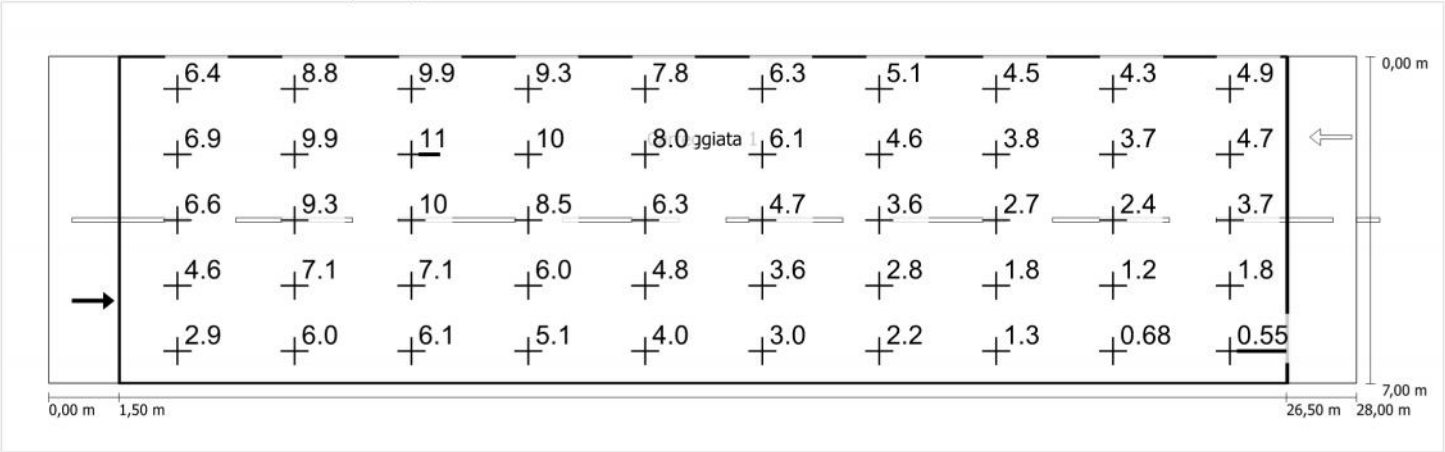 6.4 8.8 9.9 9.3 7.8 6.3 5.1 4.5 4.3 4.9
0,00 m
6.9 9.9 11 10 8.0 ggiata 1 6.1 4.6 3.8 3.7 4.7
6.6 9.3 10 8.5 6.3 4.7 3.6 2.7 2.4 3.7
4.6 7.1 7.1 6.0 4.8 3.6 2.8 1.8 1.2 1.8
2.9 6.0 6.1 5.1 4.0 3.0 2.2 1.3 0.68 0.55
7,00 m
0,00 m 1,50 m 26,50 m 28,00 m